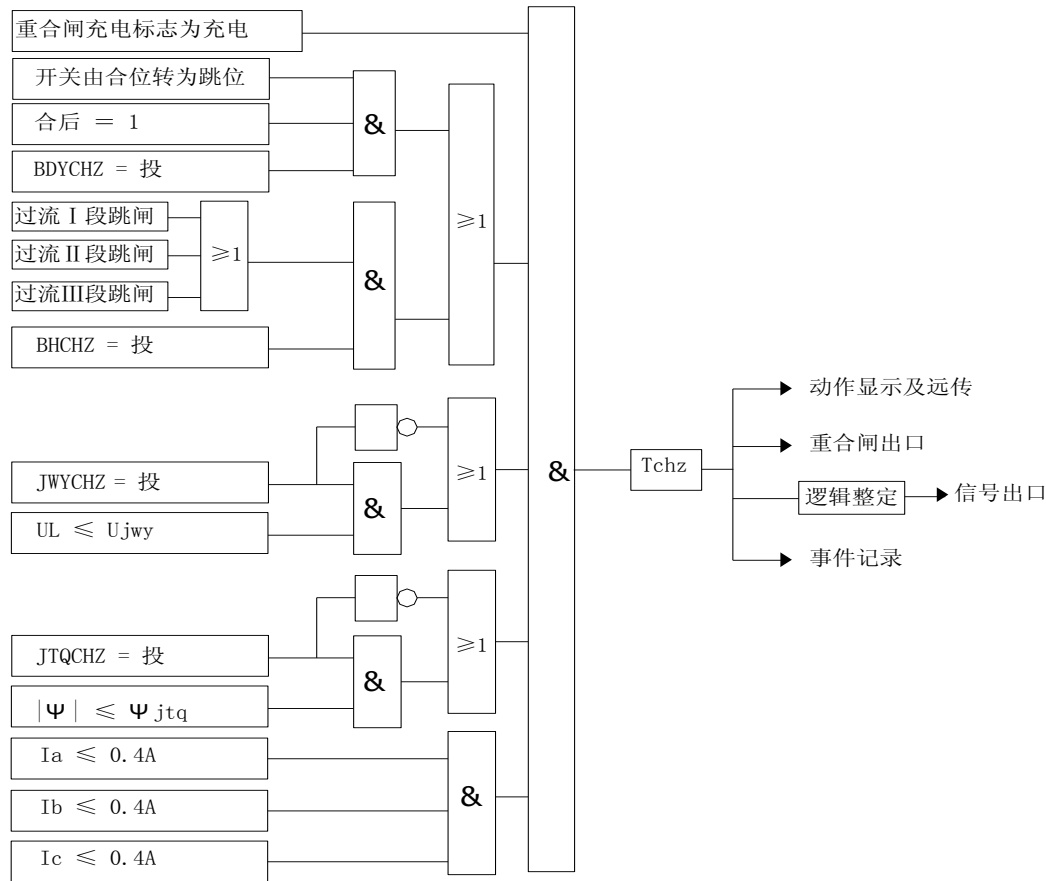 重合闸充电标志为充电
开关由合位转为跳位
合后 = 1
&
BDYCHZ = 投
过流Ⅰ段跳闸
过流Ⅱ段跳闸
过流Ⅲ段跳闸
≥1
&
≥1
BHCHZ = 投
JWYCHZ = 投
UL ≤ Ujwy
&
≥1
JTQCHZ = 投
|Ψ| ≤ Ψjtq
&
≥1
Ia ≤ 0.4A
Ib ≤ 0.4A
Ic ≤ 0.4A
&
&
Tchz
动作显示及远传
重合闸出口
逻辑整定
信号出口
事件记录